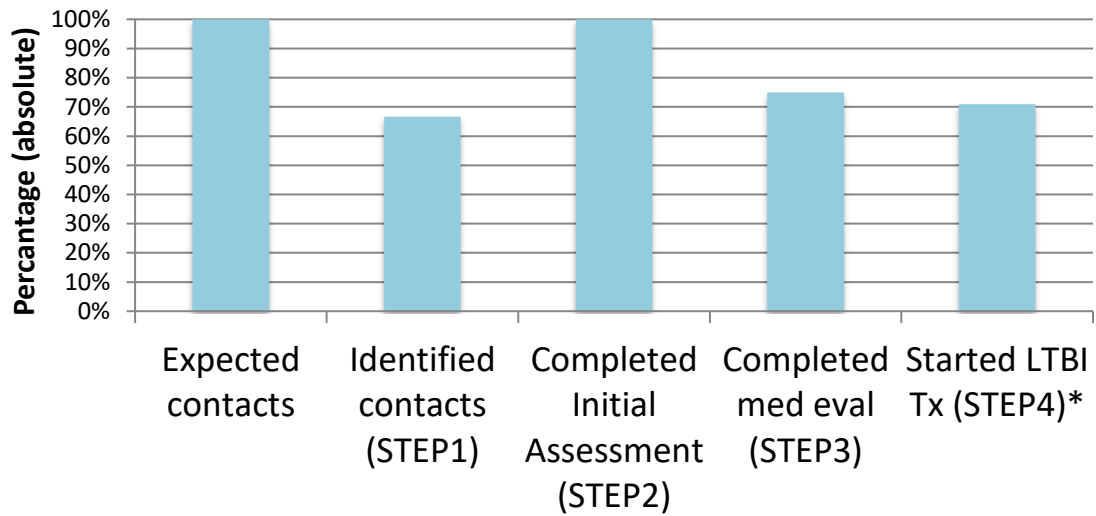 Percantage (absolute)
100%
90%
80%
70%
60%
50%
40%
30%
20%
10%
0%
Expected
contacts
Identified
contacts
(STEP1)
Completed
Initial
Assessment
(STEP2)
Completed
med eval
(STEP3)
Started LTBI
Tx (STEP4)*